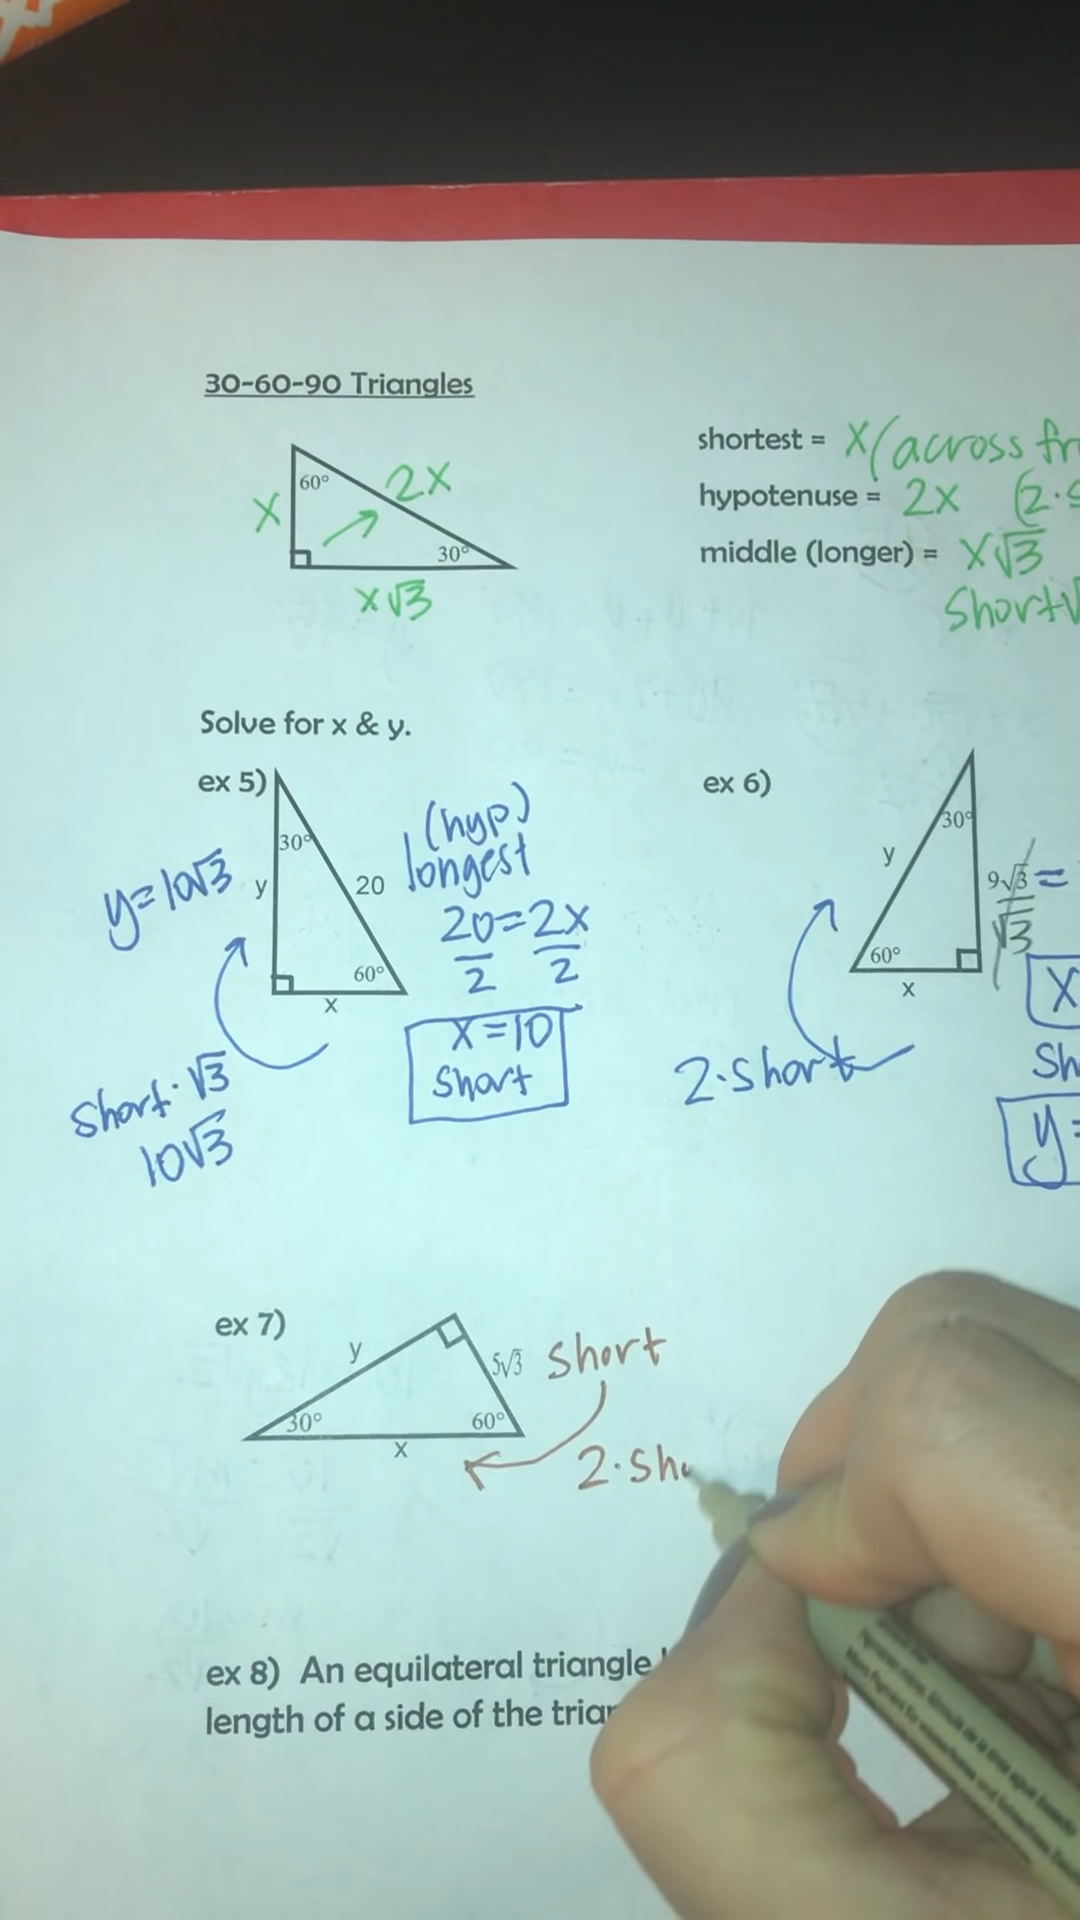 30-60-90 Triangles
60°
2x
x
30°
x√3
shortest = x (across
hypotenuse = 2x (2·
middle (longer) = x√3
Short√
Solve for x & y.
ex 5)
30°
y
20
60°
x
y=10√3
(hyp)
longest
20=2x
2 2
x=10
Short
Short·√3
10√3
ex 6)
30°
y
9√3 =
√3
60°
x
2·short
x
Sh
y=
ex 7)
y
5√3 short
30°
60°
x
2·sh
ex 8) An equilateral triangle
length of a side of the